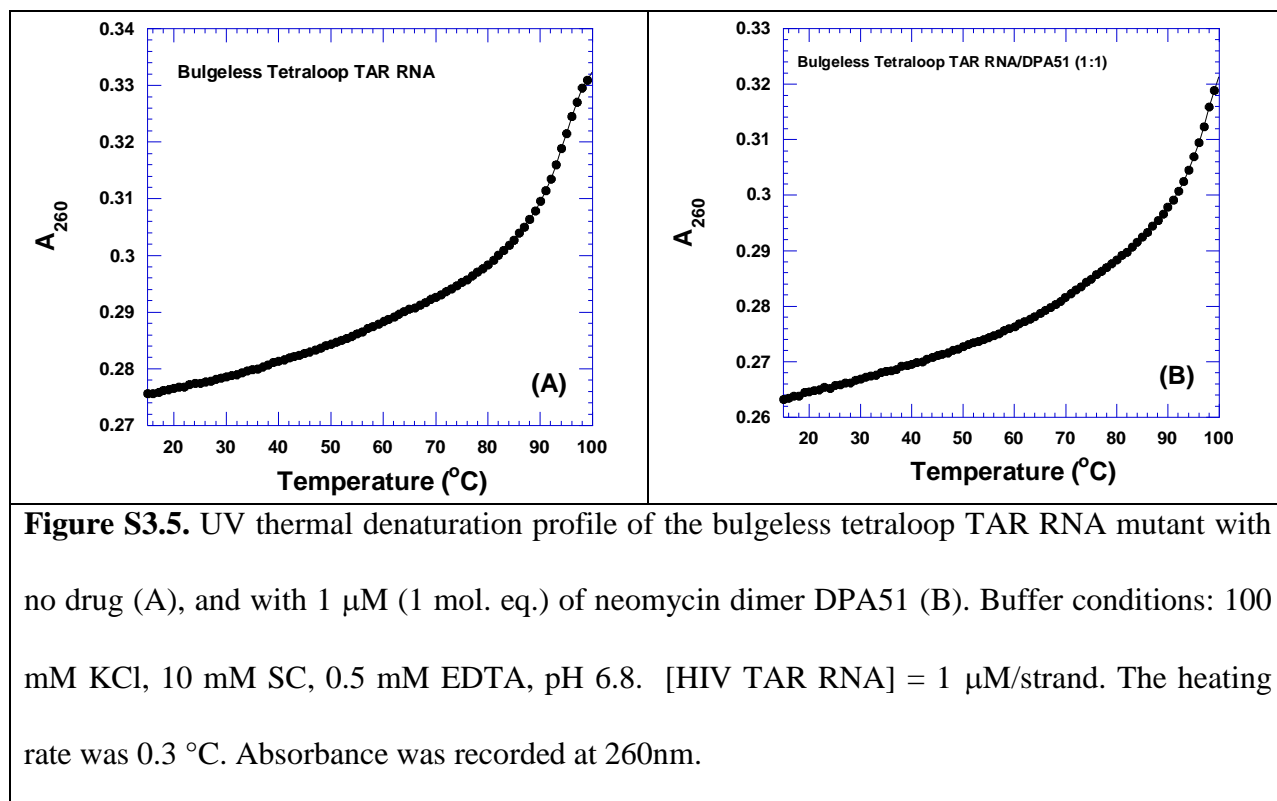 Bulgeless Tetraloop TAR RNA
0.34
0.33
0.32
0.31
0.3
0.29
0.28
0.27
A260
20 30 40 50 60 70 80 90 100
Temperature (oC)
(A)
Bulgeless Tetraloop TAR RNA/DPA51 (1:1)
0.33
0.32
0.31
0.3
0.29
0.28
0.27
0.26
A260
20 30 40 50 60 70 80 90 100
Temperature (oC)
(B)
Figure S3.5. UV thermal denaturation profile of the bulgeless tetraloop TAR RNA mutant with
no drug (A), and with 1 μM (1 mol. eq.) of neomycin dimer DPA51 (B). Buffer conditions: 100
mM KCl, 10 mM SC, 0.5 mM EDTA, pH 6.8. [HIV TAR RNA] = 1 μM/strand. The heating
rate was 0.3 °C. Absorbance was recorded at 260nm.